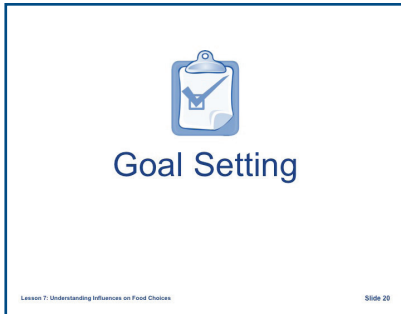 Goal Setting
Lesson 7: Understanding Influences on Food Choices
Slide 20